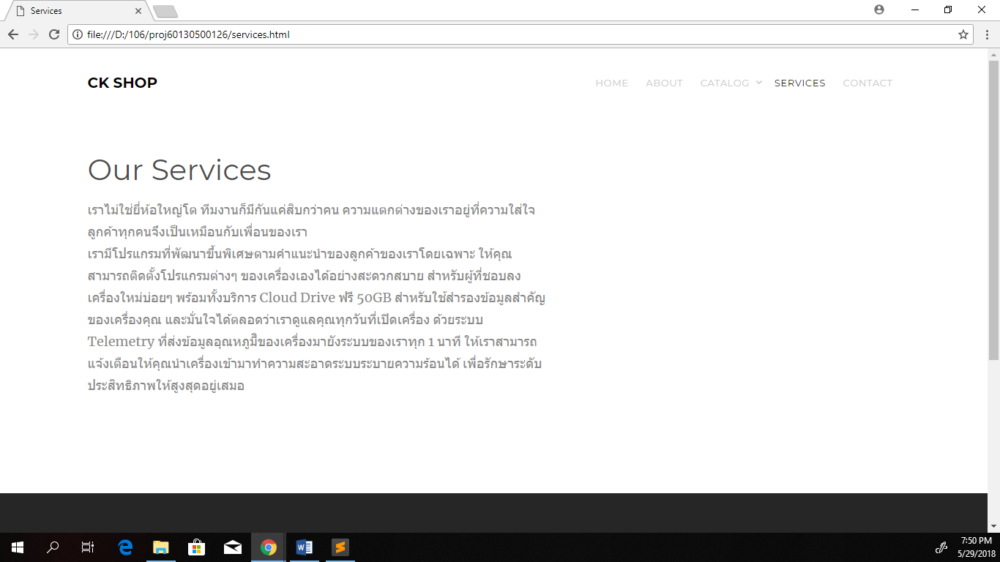 Services
file:///D:/106/proj60130500126/services.html
CK SHOP
HOME ABOUT CATALOG SERVICES CONTACT
Our Services
เราไม่ใช่ยี่ห้อใหญ่โต ทีมงานก็มีกันแค่สิบกว่าคน ความแตกต่างของเราอยู่ที่ความใส่ใจ
ลูกค้าทุกคนจึงเป็นเหมือนกับเพื่อนของเรา
เรามีโปรแกรมที่พัฒนาขึ้นพิเศษตามคำแนะนำของลูกค้าของเราโดยเฉพาะ ให้คุณ
สามารถติดตั้งโปรแกรมต่างๆ ของเครื่องเองได้อย่างสะดวกสบาย สำหรับผู้ที่ชอบลง
เครื่องใหม่บ่อยๆ พร้อมทั้งบริการ Cloud Drive ฟรี 50GB สำหรับใช้สำรองข้อมูลสำคัญ
ของเครื่องคุณ และมั่นใจได้ตลอดว่าเราดูแลคุณทุกวันที่เปิดเครื่อง ด้วยระบบ
Telemetry ที่ส่งข้อมูลอุณหภูมิิของเครื่องมายังระบบของเราทุก 1 นาที ให้เราสามารถ
แจ้งเตือนให้คุณนำเครื่องเข้ามาทำความสะอาดระบบระบายความร้อนได้ เพื่อรักษาระดับ
ประสิทธิภาพให้สูงสุดอยู่เสมอ
7:50 PM
5/29/2018